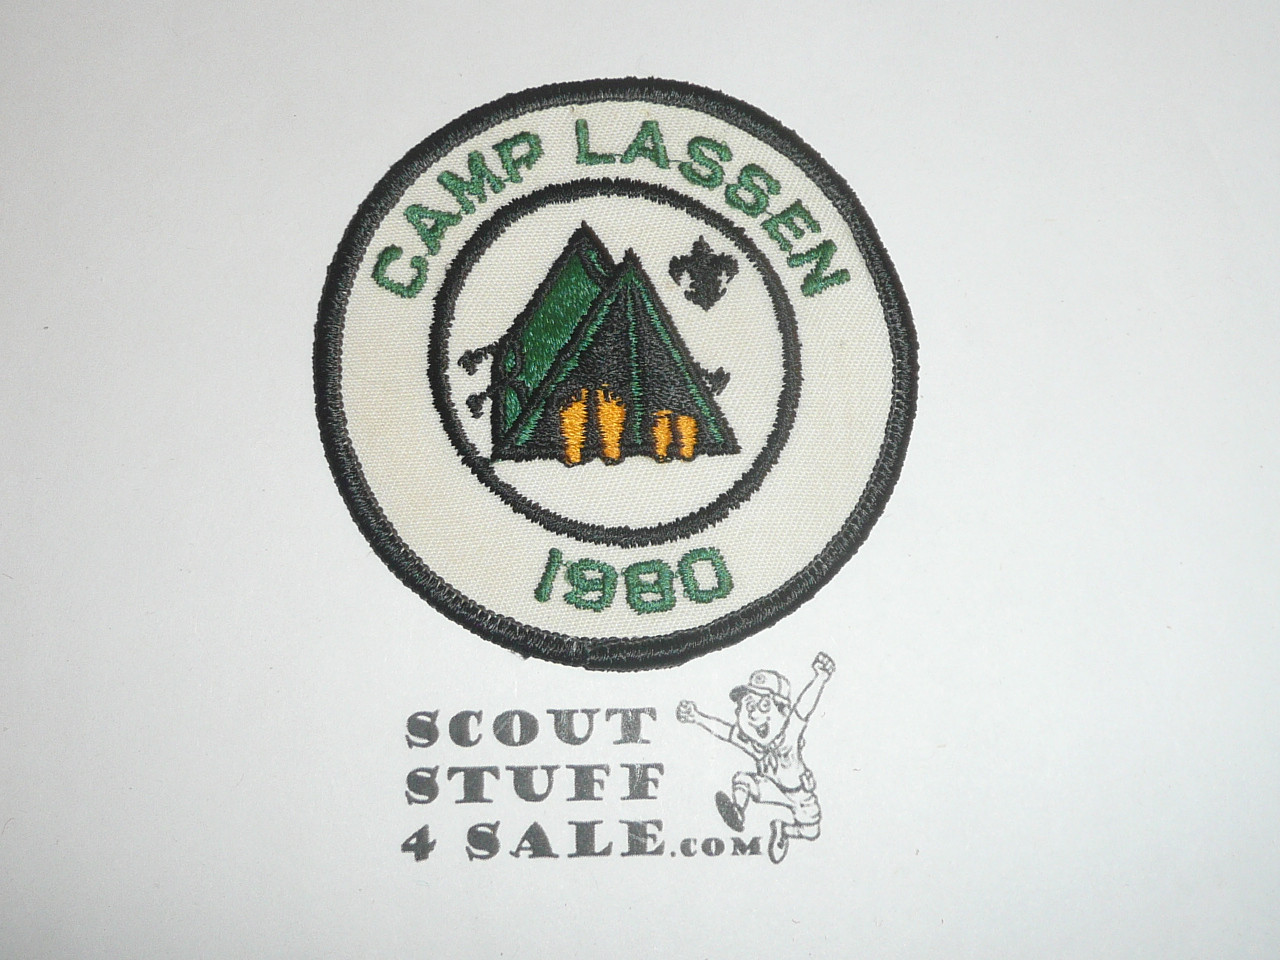 CAMP LASSEN
1980
SCOUT
STUFF
4 SALE.COM